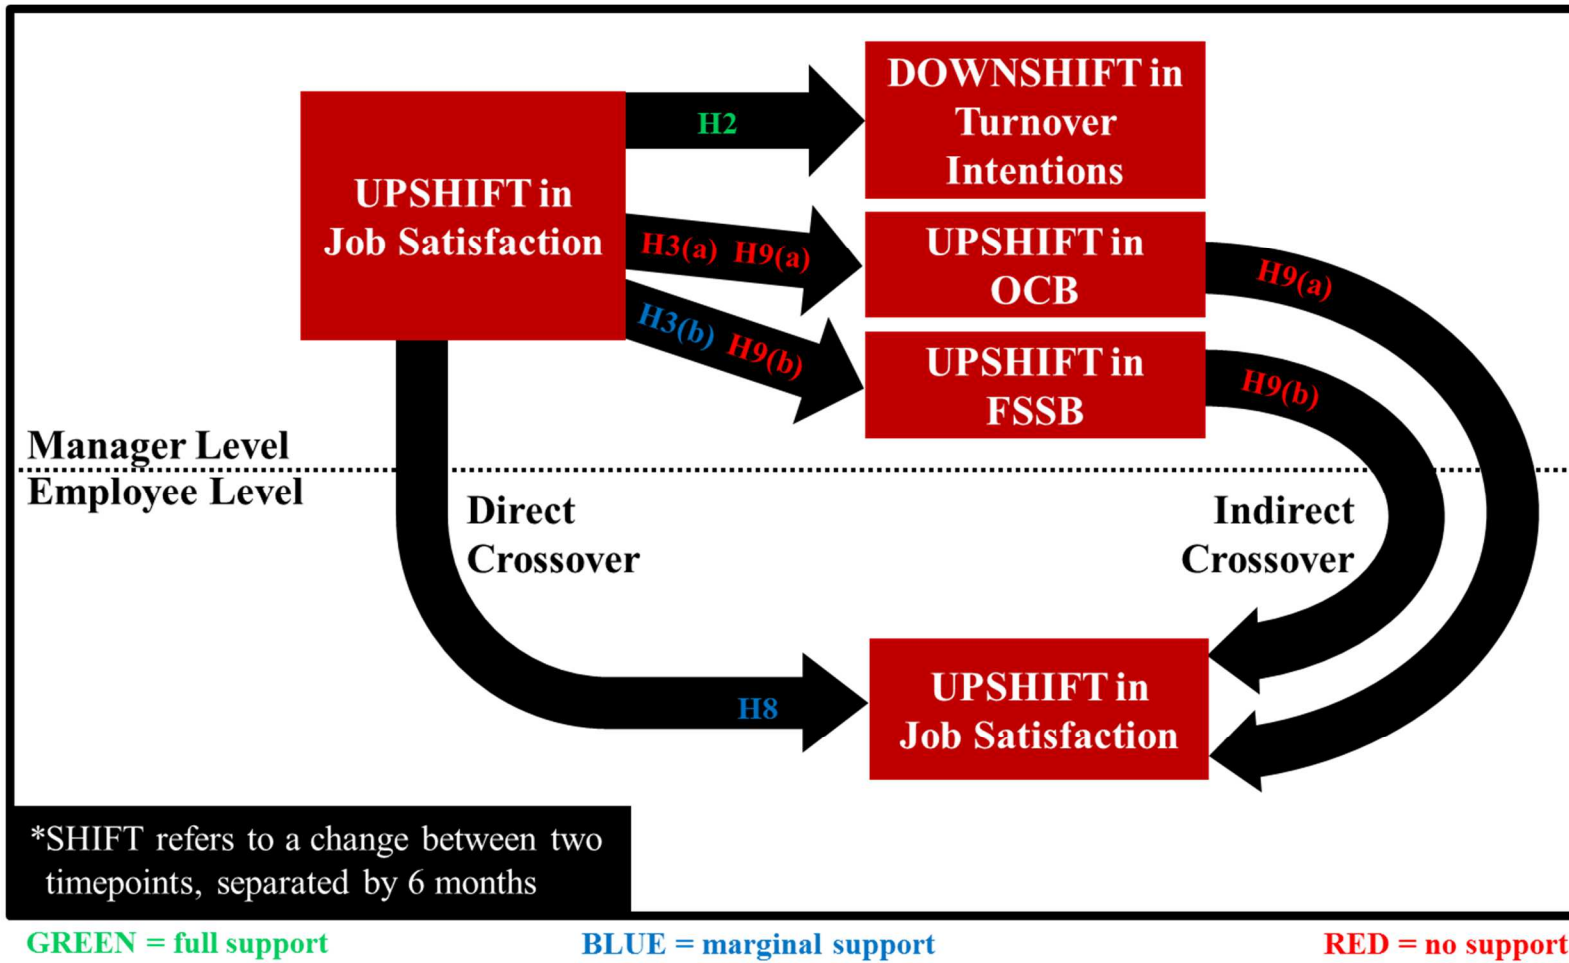 DOWNSHIFT in
Turnover
Intentions
H2
UPSHIFT in
Job Satisfaction
H3(a) H9(a)
UPSHIFT in
OCB
H9(a)
H3(b) H9(b)
UPSHIFT in
FSSB
H9(b)
Manager Level
Employee Level
Direct
Crossover
Indirect
Crossover
UPSHIFT in
Job Satisfaction
H8
*SHIFT refers to a change between two
timepoints, separated by 6 months
GREEN = full support
BLUE = marginal support
RED = no support